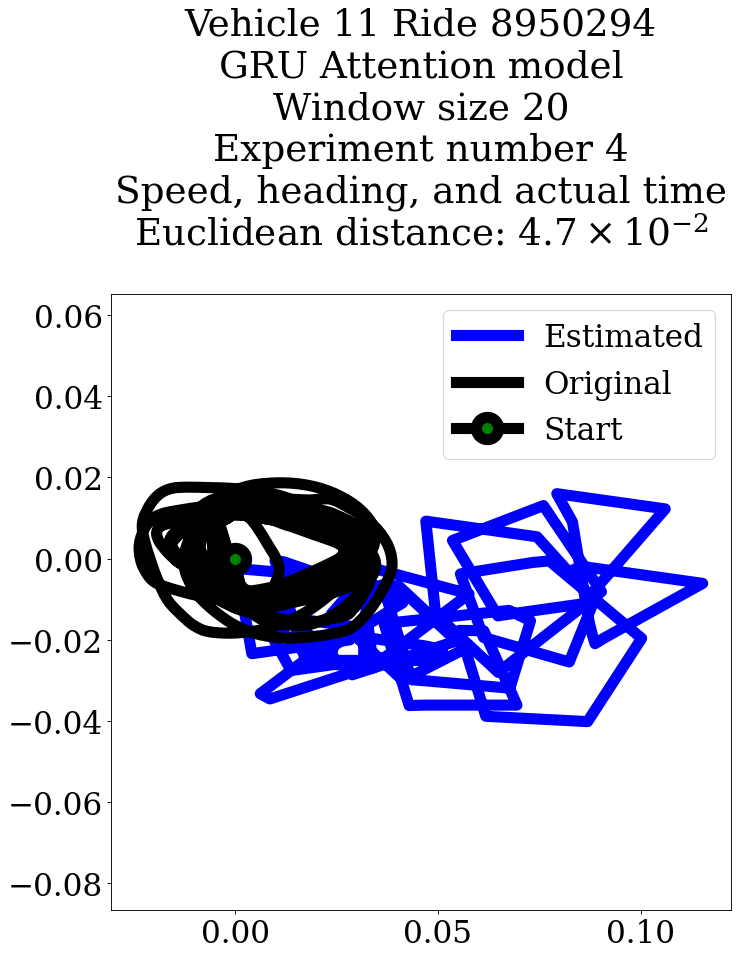 Vehicle 11 Ride 8950294
GRU Attention model
Window size 20
Experiment number 4
Speed, heading, and actual time
Euclidean distance: 4.7 × 10⁻²
Estimated
Original
Start
0.06
0.04
0.02
0.00
−0.02
−0.04
−0.06
−0.08
0.00
0.05
0.10